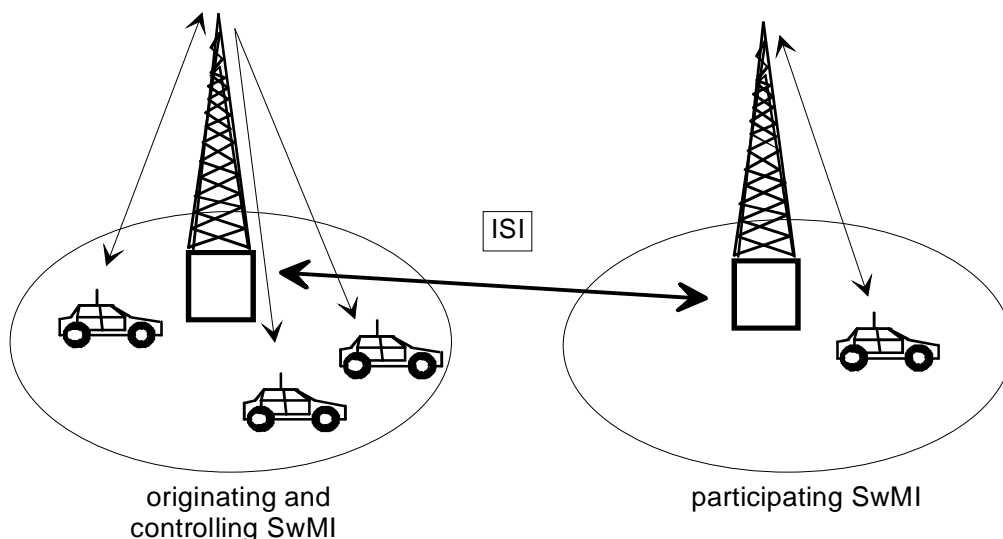 ISI
originating and
controlling SwMI
participating SwMI